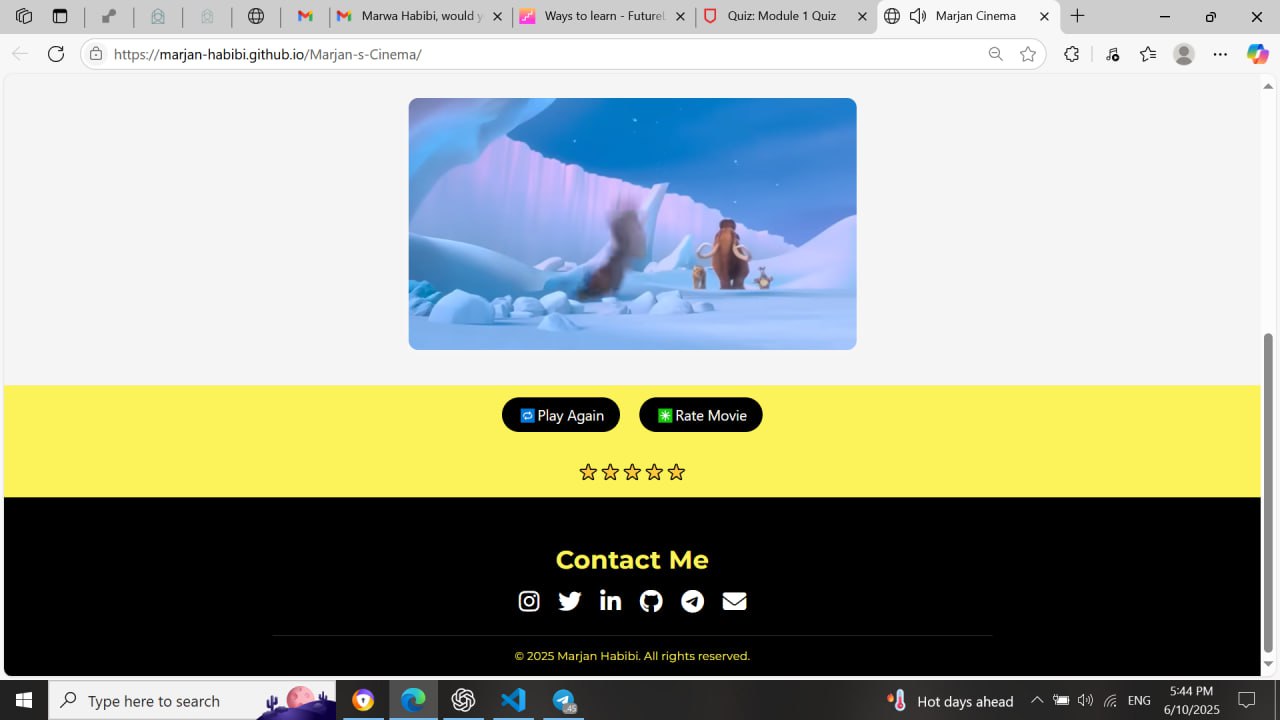 Marwa Habibi, would y
Ways to learn - Future
Quiz: Module 1 Quiz
Marjan Cinema
https://marjan-habibi.github.io/Marjan-s-Cinema/
Play Again
Rate Movie
Contact Me
© 2025 Marjan Habibi. All rights reserved.
Type here to search
Hot days ahead
ENG
5:44 PM
6/10/2025